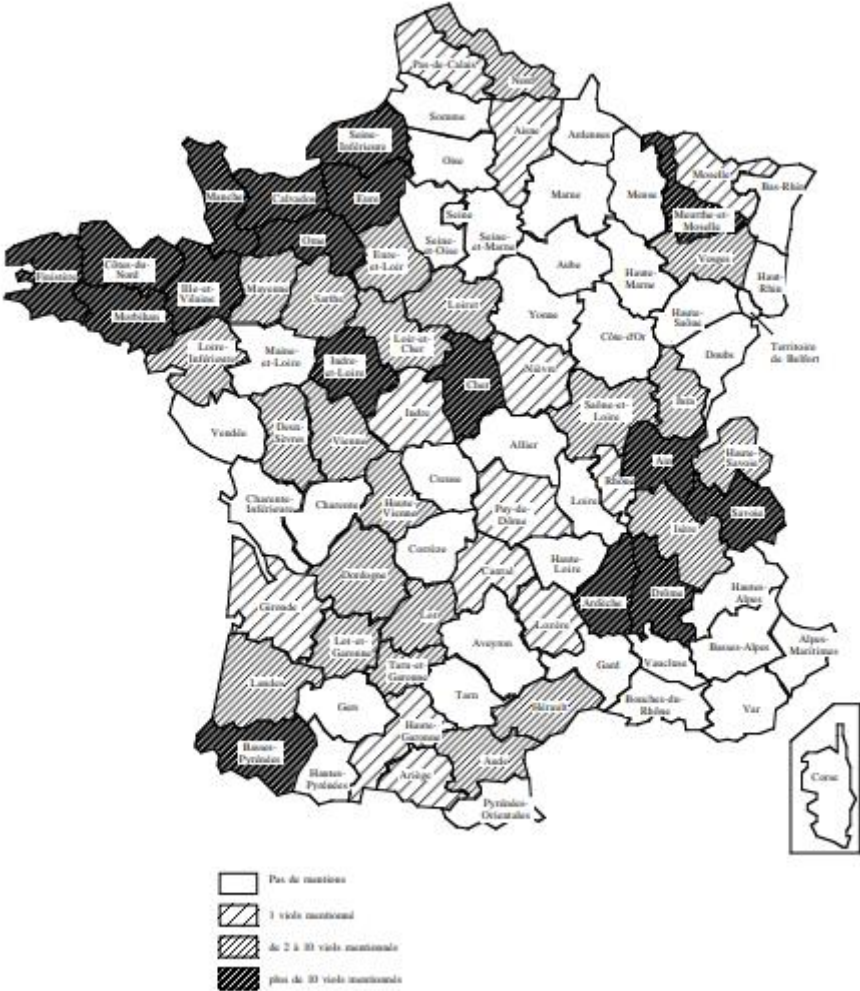 Pas-de-Calais
Nord
Somme
Aisne
Ardennes
Seine-
Inférieure
Oise
Moselle
Bas-Rhin
Manche
Calvados
Eure
Marne
Meuse
Meurthe-et-
Moselle
Seine
Orne
Seine-
et-Oise
Seine-
et-Marne
Eure-
et-Loir
Aube
Haute-
Marne
Vosges
Haut-
Rhin
Finistère
Côtes-du-
Nord
Ille-et-
Vilaine
Mayenne
Sarthe
Loiret
Yonne
Haute-
Saône
Morbihan
Territoire
de Belfort
Loire-
Inférieure
Maine-
et-Loire
Indre-
et-Loire
Loir-et-
Cher
Côte-d'Or
Doubs
Cher
Nièvre
Vendée
Deux-
Sèvres
Vienne
Indre
Saône-et-
Loire
Jura
Allier
Ain
Haute-
Savoie
Charente-
Inférieure
Charente
Haute
Vienne
Creuse
Puy-de-
Dôme
Loire
Rhône
Savoie
Isère
Corrèze
Dordogne
Cantal
Haute-
Loire
Ardèche
Drôme
Hautes-
Alpes
Gironde
Lot
Lozère
Lot-et-
Garonne
Aveyron
Basses-Alpes
Alpes-
Maritimes
Landes
Tarn-et-
Garonne
Tarn
Gard
Vaucluse
Gers
Haute-
Garonne
Hérault
Bouches-du-
Rhône
Var
Basses-
Pyrénées
Hautes-
Pyrénées
Ariège
Aude
Pyrénées-
Orientales
Corse
Pas de mentions
1 viols mentionné
de 2 à 10 viols mentionnés
plus de 10 viols mentionnés